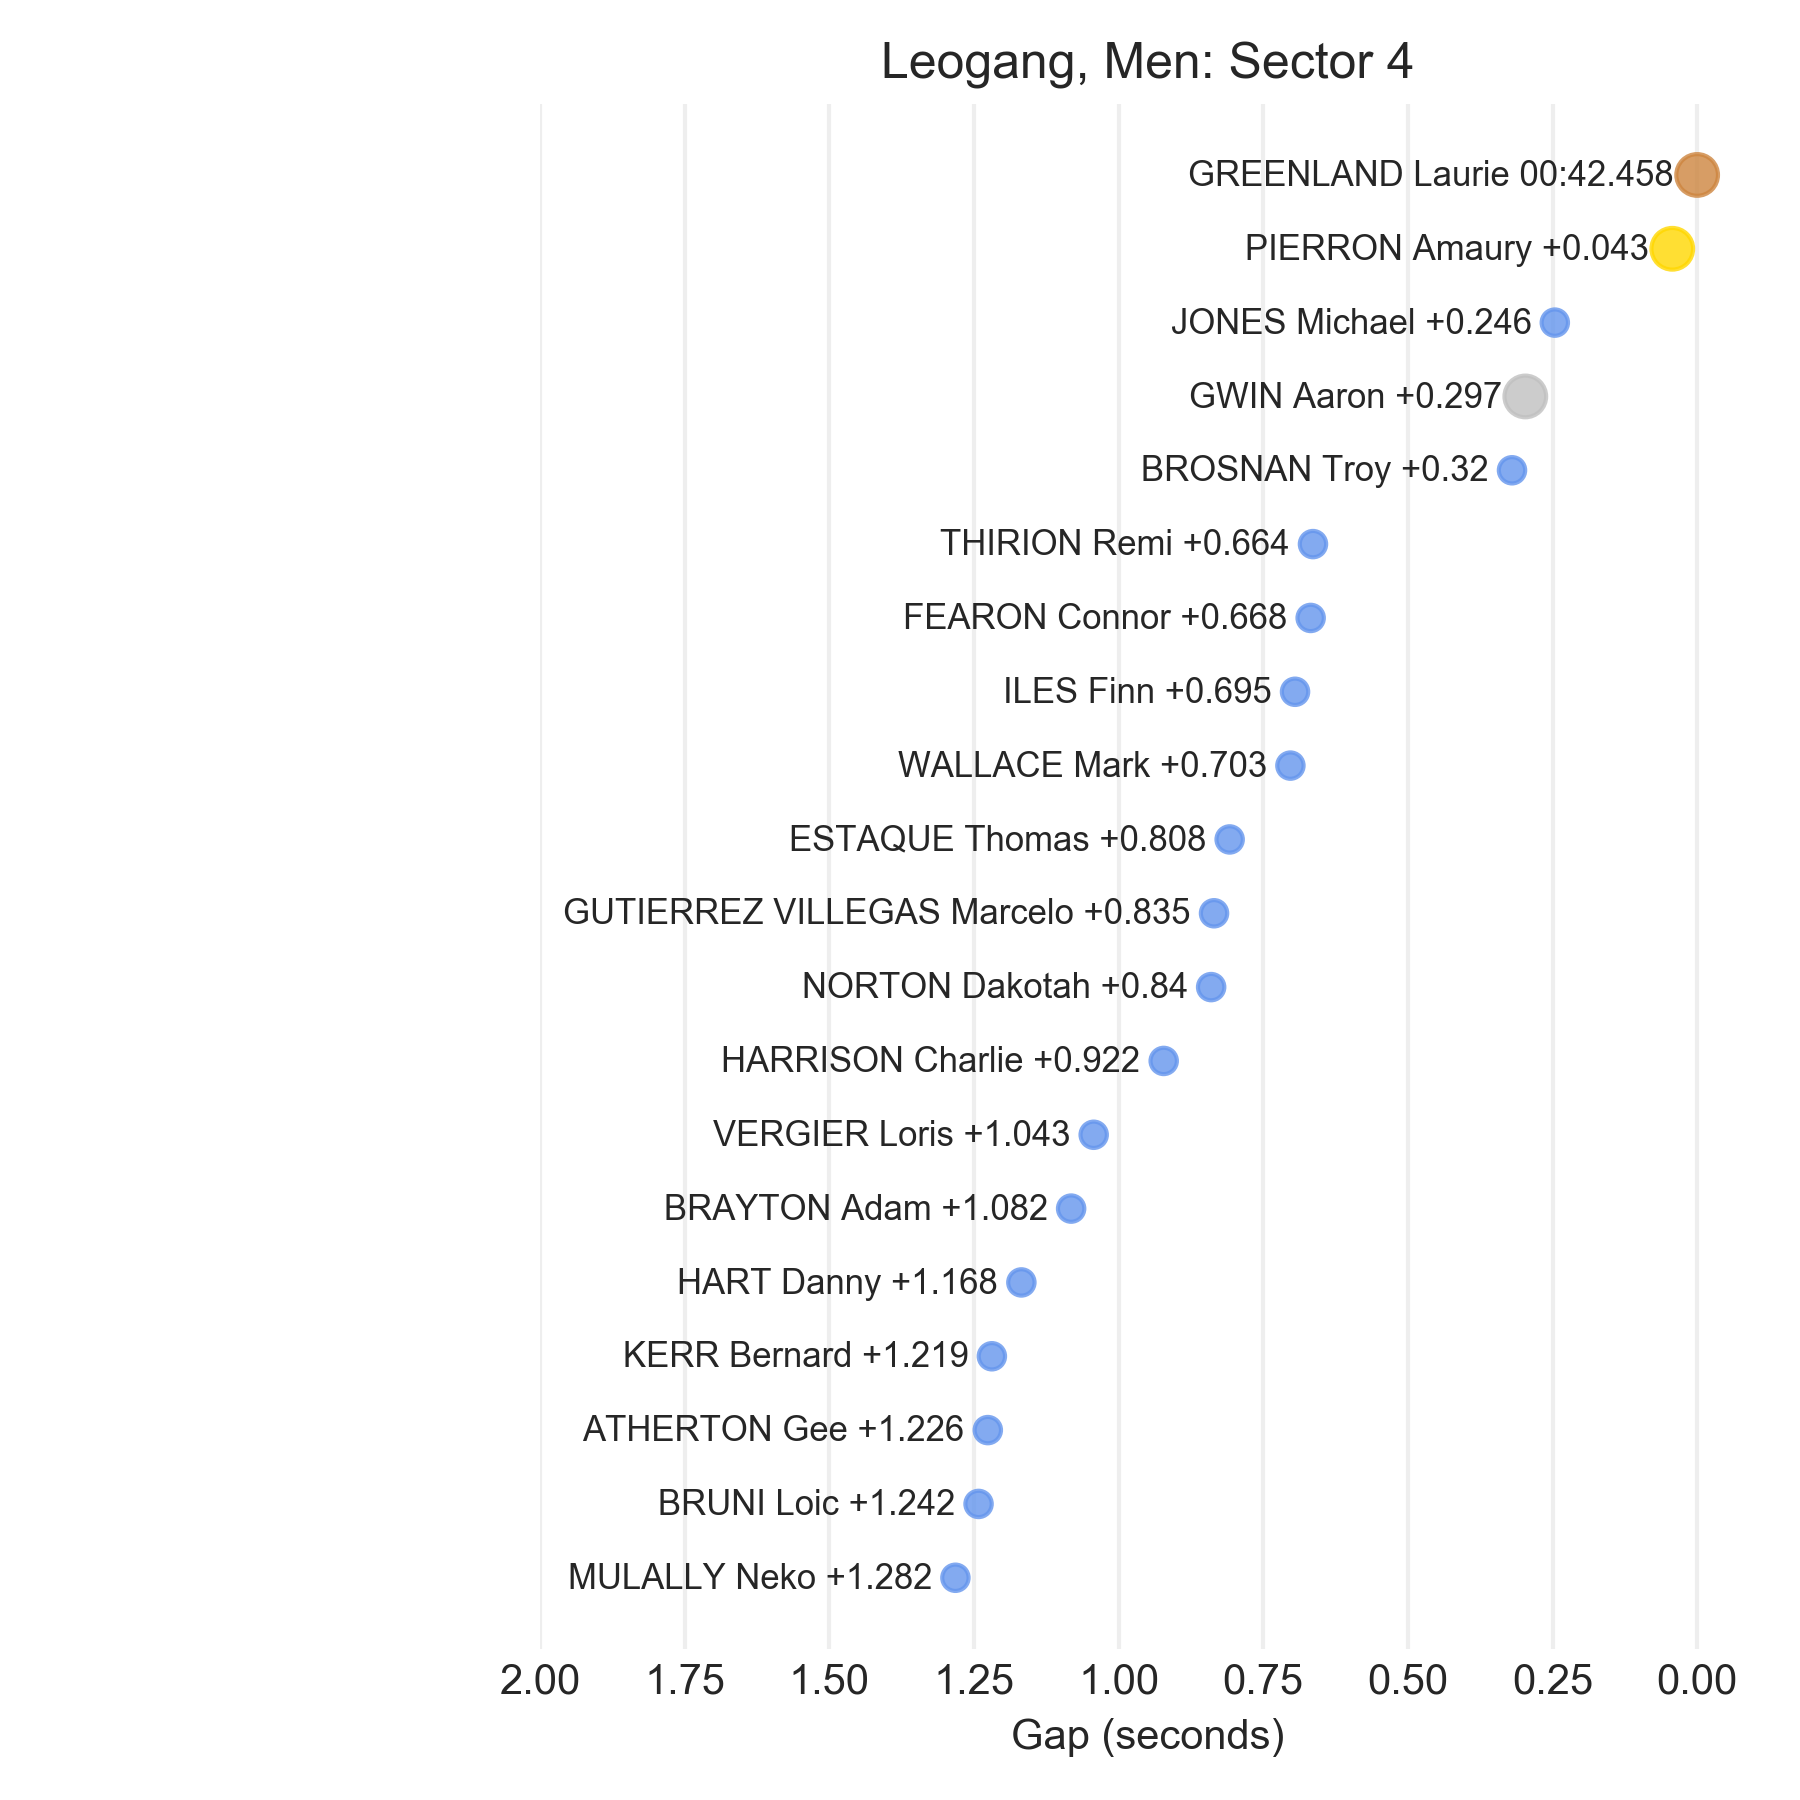 Leogang, Men: Sector 4
GREENLAND Laurie 00:42.458
PIERRON Amaury +0.043
JONES Michael +0.246
GWIN Aaron +0.297
BROSNAN Troy +0.32
THIRION Remi +0.664
FEARON Connor +0.668
ILES Finn +0.695
WALLACE Mark +0.703
ESTAQUE Thomas +0.808
GUTIERREZ VILLEGAS Marcelo +0.835
NORTON Dakotah +0.84
HARRISON Charlie +0.922
VERGIER Loris +1.043
BRAYTON Adam +1.082
HART Danny +1.168
KERR Bernard +1.219
ATHERTON Gee +1.226
BRUNI Loic +1.242
MULALLY Neko +1.282
2.00 1.75 1.50 1.25 1.00 0.75 0.50 0.25 0.00
Gap (seconds)